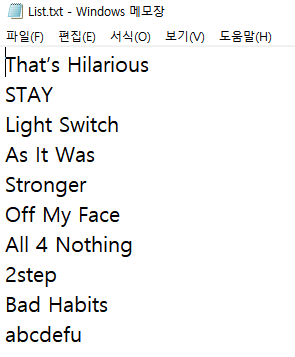 List.txt - Windows 메모장
파일(F) 편집(E) 서식(O) 보기(V) 도움말(H)
That's Hilarious
STAY
Light Switch
As It Was
Stronger
Off My Face
All 4 Nothing
2step
Bad Habits
abcdefu